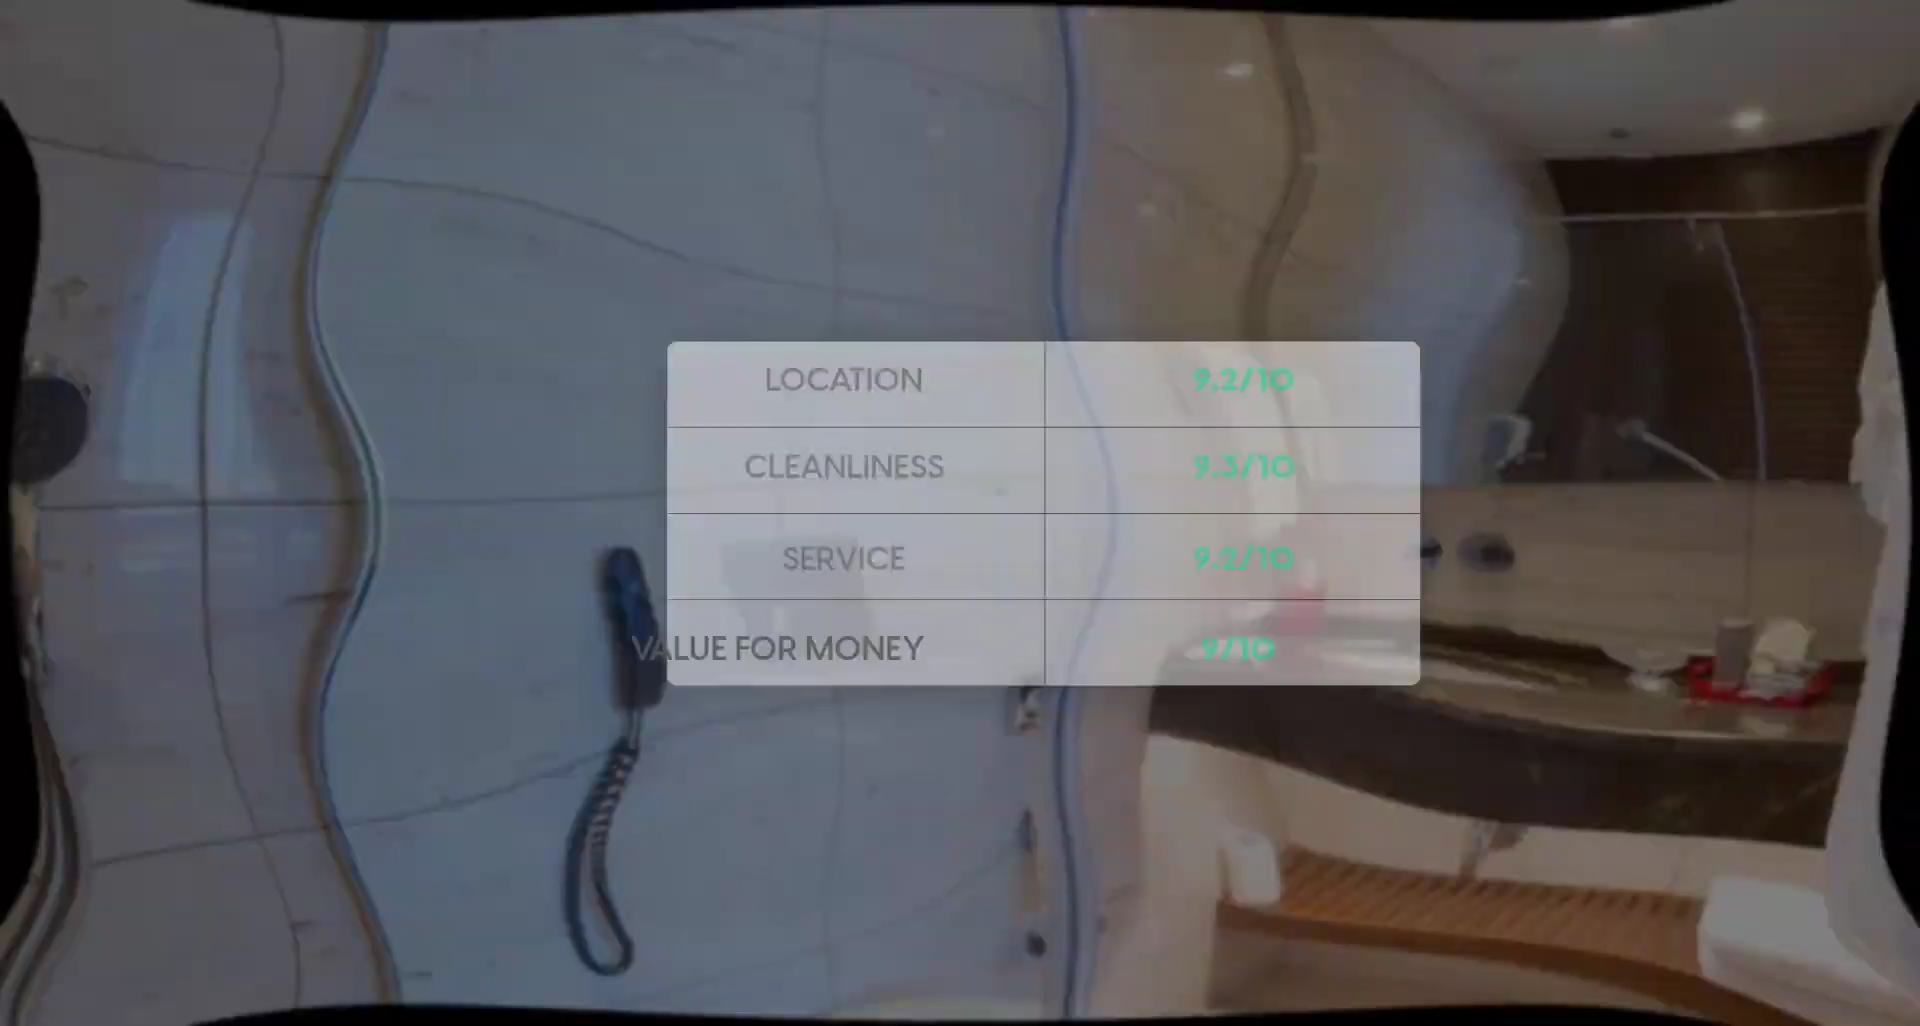 LOCATION 9.2/10
CLEANLINESS 9.3/10
SERVICE 9.2/10
VALUE FOR MONEY 9/10